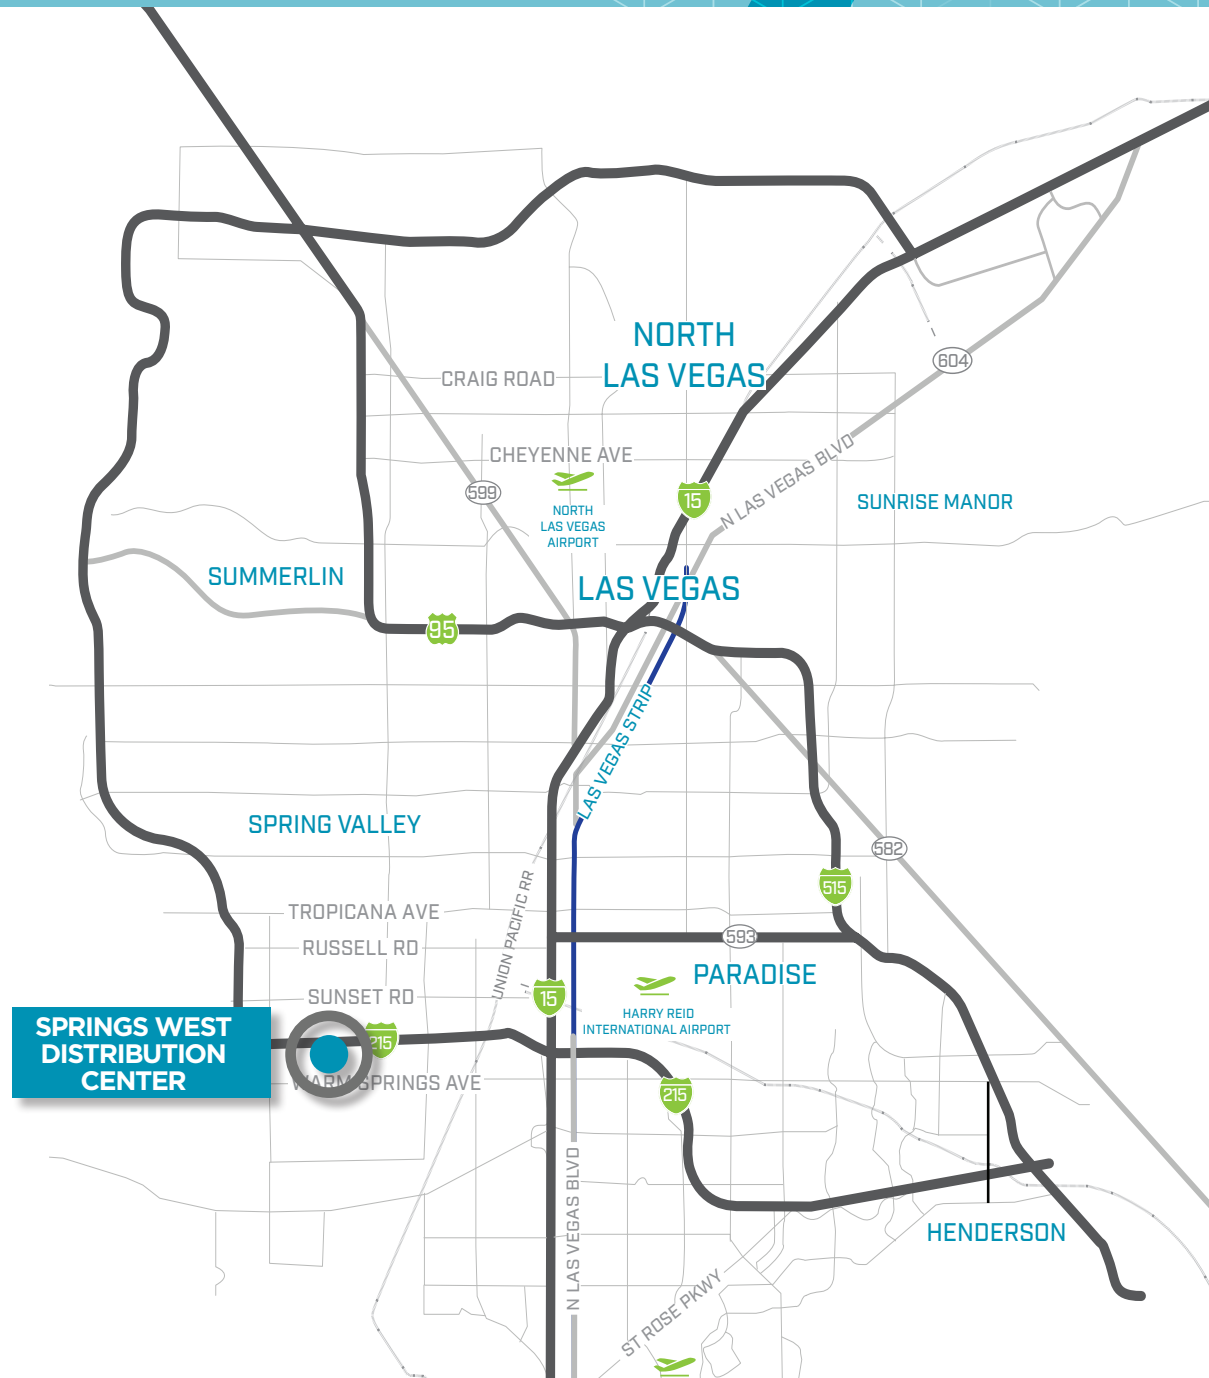 NORTH
LAS VEGAS
604
CRAIG ROAD
CHEYENNE AVE
N LAS VEGAS BLVD
599
15
SUNRISE MANOR
NORTH
LAS VEGAS
AIRPORT
SUMMERLIN
LAS VEGAS
95
LAS VEGAS STRIP
SPRING VALLEY
582
515
UNION PACIFIC RR
TROPICANA AVE
593
RUSSELL RD
PARADISE
SUNSET RD
15
HARRY REID
INTERNATIONAL AIRPORT
SPRINGS WEST
DISTRIBUTION
CENTER
215
WARM SPRINGS AVE
215
N LAS VEGAS BLVD
HENDERSON
ST ROSE PKWY